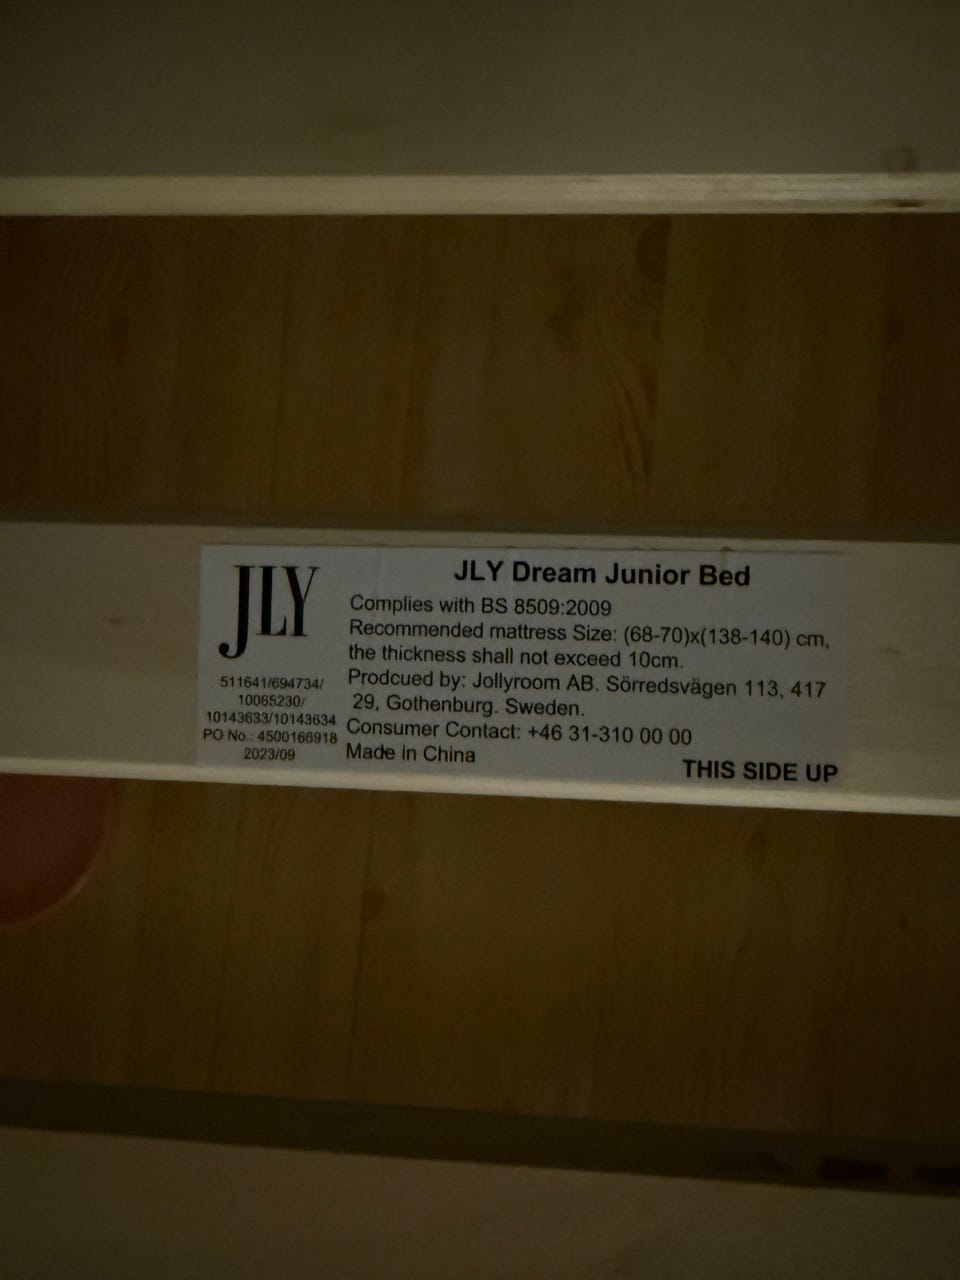 JLY
511641/694734/
10065230/
10143633/10143634
PO No.: 4500166918
2023/09
JLY Dream Junior Bed
Complies with BS 8509:2009
Recommended mattress Size: (68-70)x(138-140) cm,
the thickness shall not exceed 10cm.
Prodcued by: Jollyroom AB. Sörredsvägen 113, 417
29, Gothenburg. Sweden.
Consumer Contact: +46 31-310 00 00
Made in China
THIS SIDE UP